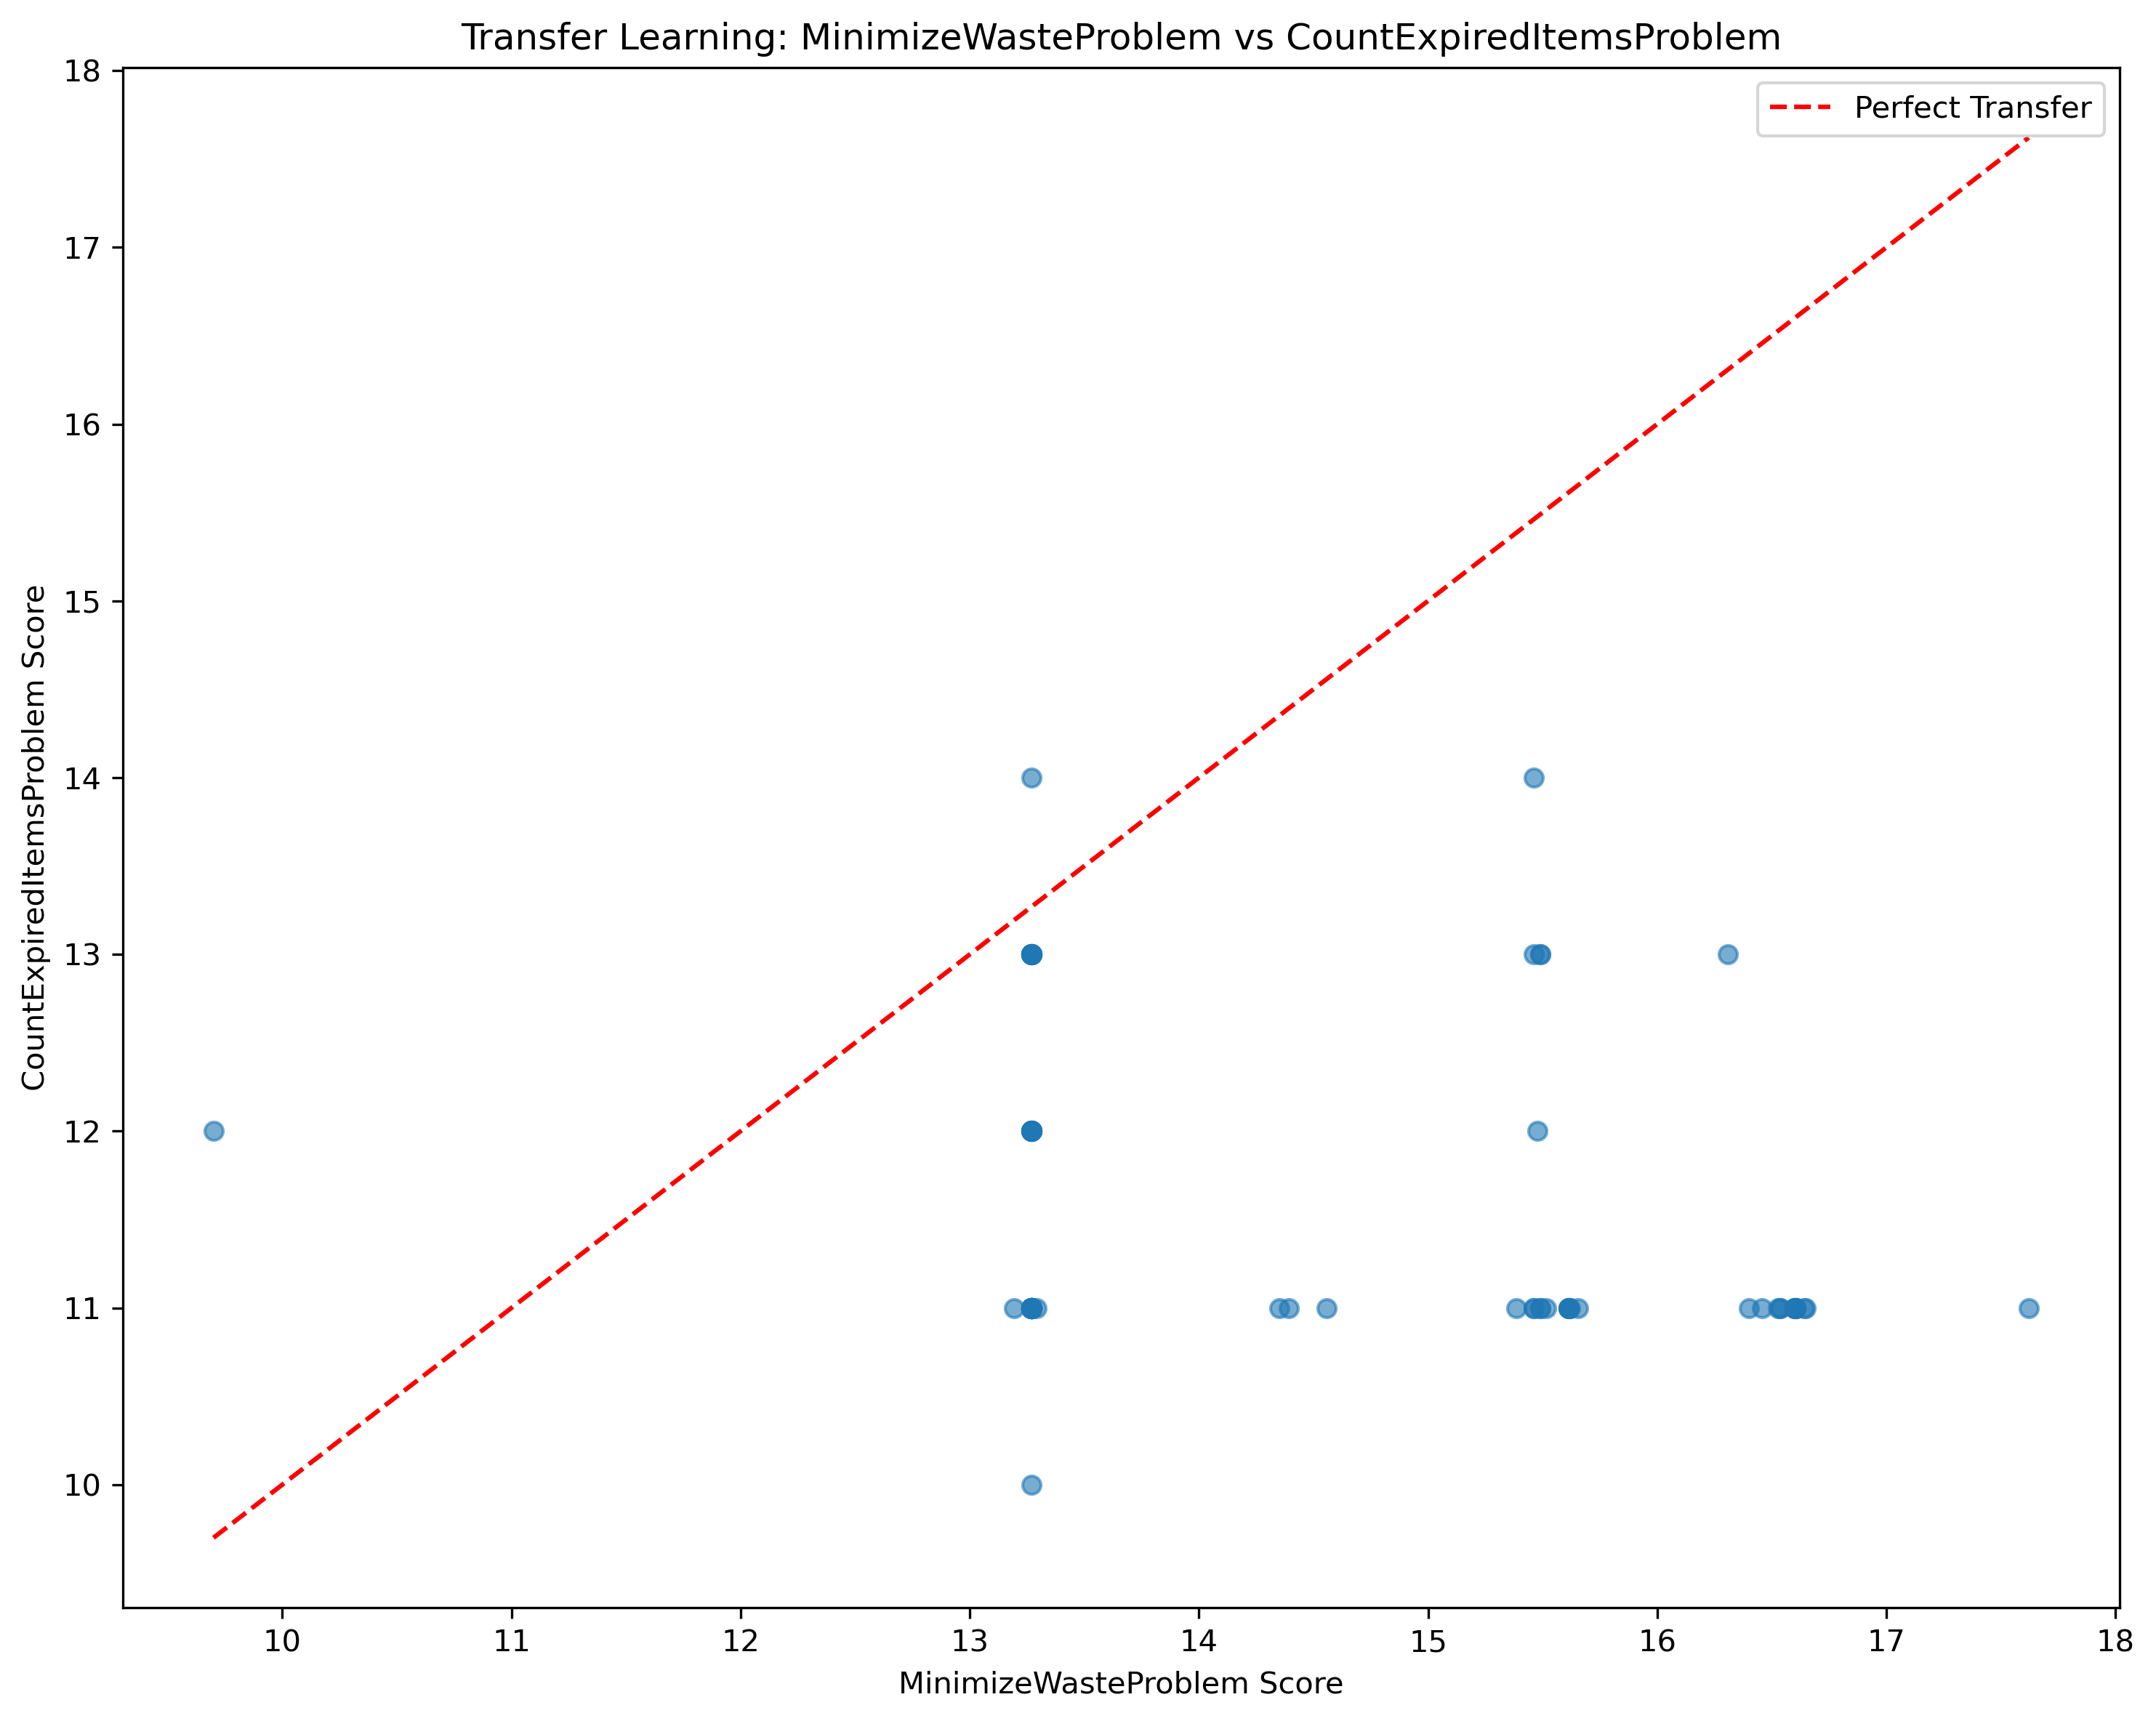 Transfer Learning: MinimizeWasteProblem vs CountExpiredItemsProblem
Perfect Transfer
CountExpiredItemsProblem Score
18
17
16
15
14
13
12
11
10
10 11 12 13 14 15 16 17 18
MinimizeWasteProblem Score